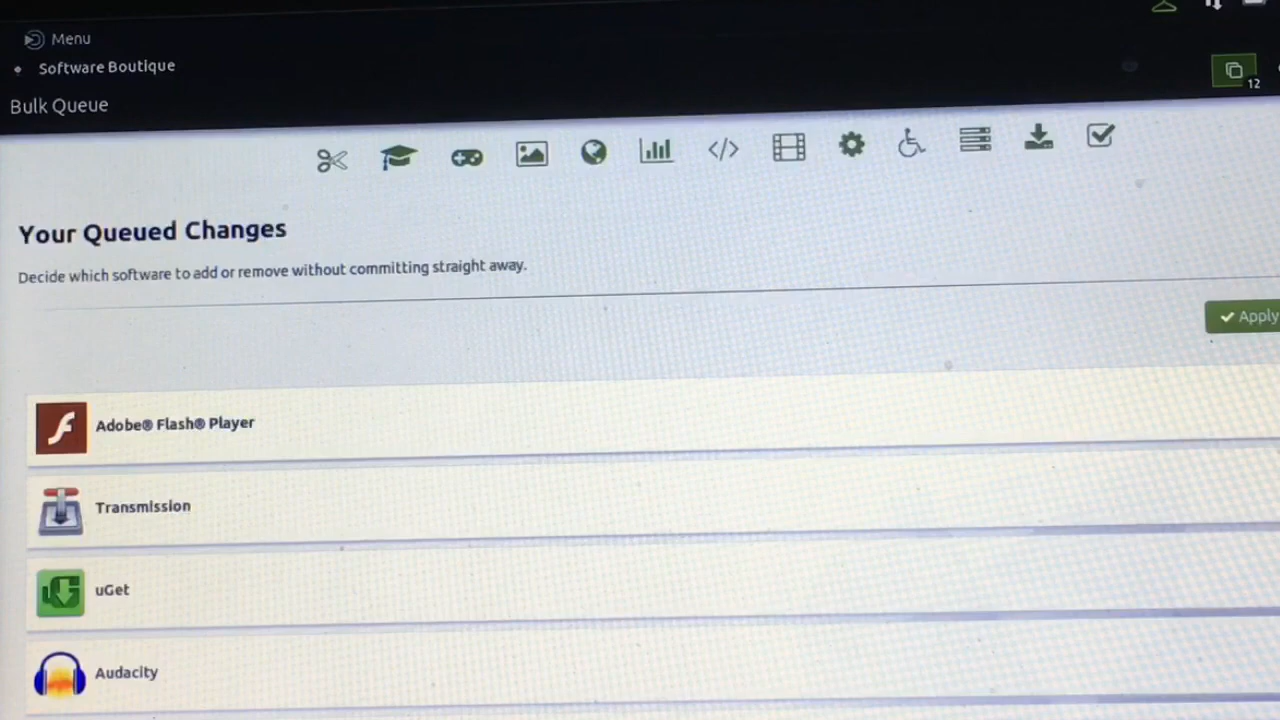 Menu
Software Boutique
12
Bulk Queue
Your Queued Changes
Decide which software to add or remove without committing straight away.
Apply
Adobe® Flash® Player
Transmission
uGet
Audacity